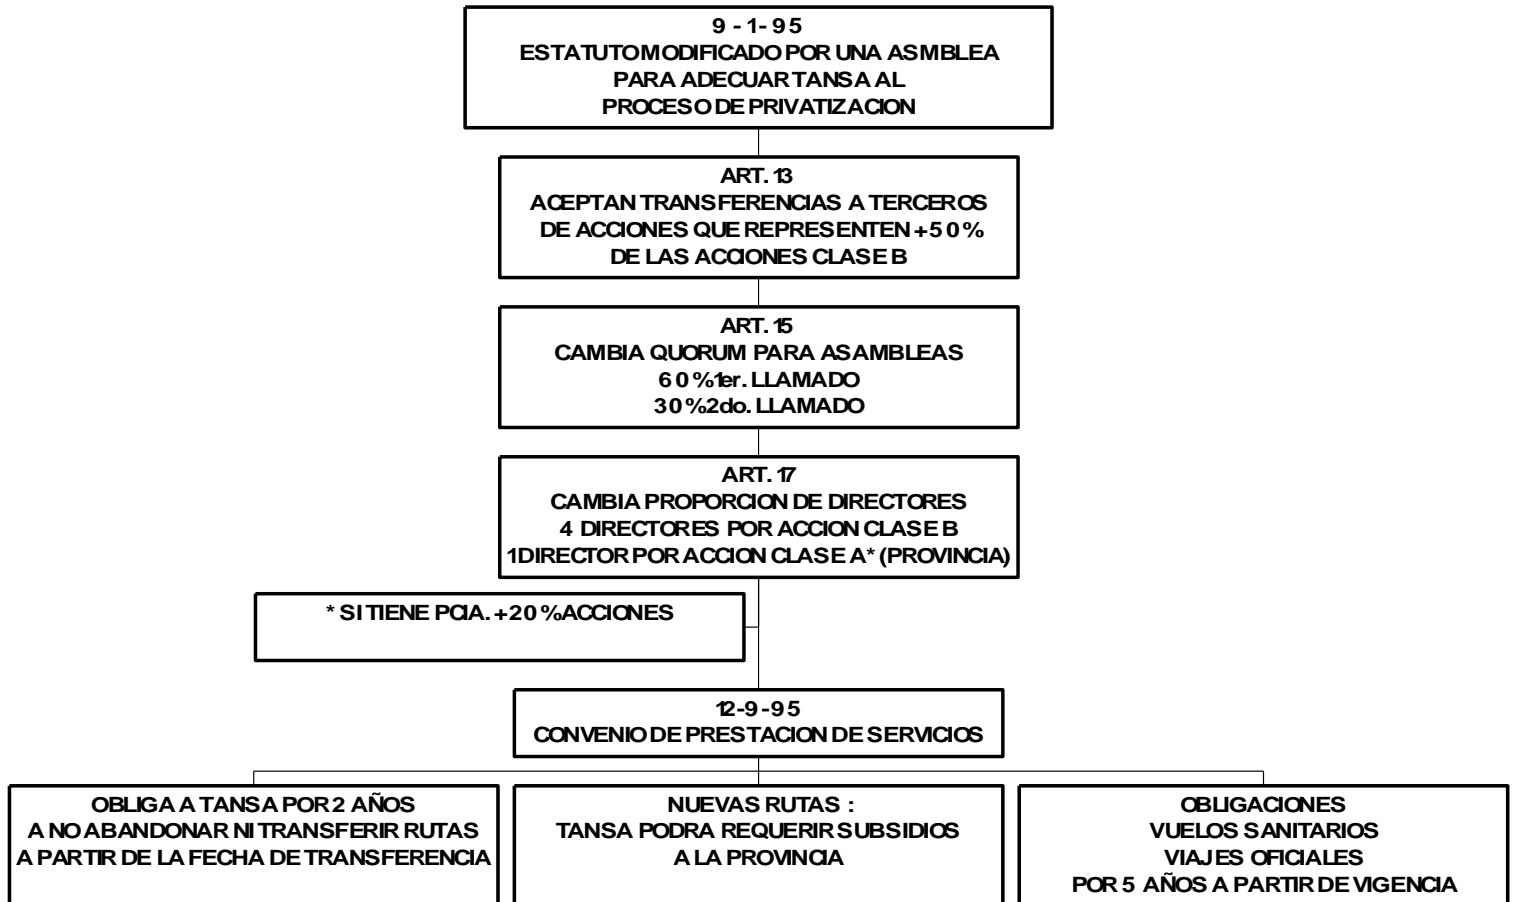 9 - 1- 95
ESTATUTO MODIFICADO POR UNA ASMBLEA
PARA ADECUAR TANSA AL
PROCESO DE PRIVATIZACION
ART. 13
ACEPTAN TRANSFERENCIAS A TERCEROS
DE ACCIONES QUE REPRESENTEN +50%
DE LAS ACCIONES CLASE B
ART. 15
CAMBIA QUORUM PARA ASAMBLEAS
60% 1er. LLAMADO
30% 2do. LLAMADO
ART. 17
CAMBIA PROPORCION DE DIRECTORES
4 DIRECTORES POR ACCION CLASE B
1 DIRECTOR POR ACCION CLASE A* (PROVINCIA)
* SI TIENE PCIA. +20% ACCIONES
12-9-95
CONVENIO DE PRESTACION DE SERVICIOS
OBLIGA A TANSA POR 2 AÑOS
A NO ABANDONAR NI TRANSFERIR RUTAS
A PARTIR DE LA FECHA DE TRANSFERENCIA
NUEVAS RUTAS :
TANSA PODRA REQUERIR SUBSIDIOS
A LA PROVINCIA
OBLIGACIONES
VUELOS SANITARIOS
VIAJES OFICIALES
POR 5 AÑOS A PARTIR DE VIGENCIA